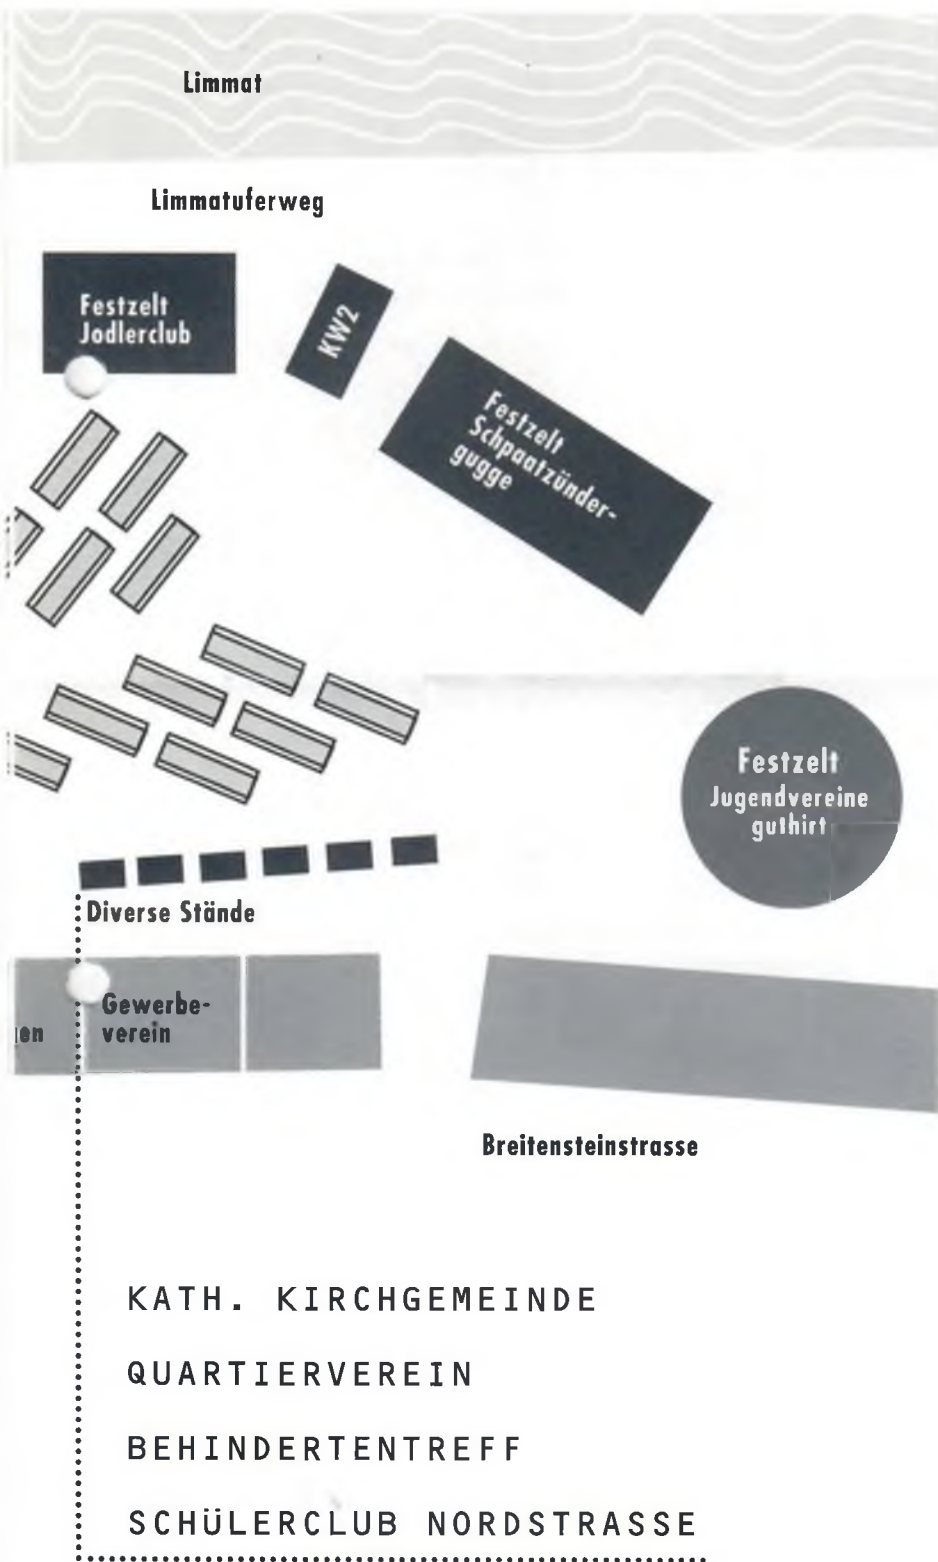 Limmat
Limmatuferweg
Festzelt
Jodlerclub
KW2
Festzelt
Schpaatzünder-
gugge
Festzelt
Jugendvereine
guthirt
Diverse Stände
Gewerbe-
verein
Breitensteinstrasse
KATH. KIRCHGEMEINDE
QUARTIERVEREIN
BEHINDERTENTREFF
SCHÜLERCLUB NORDSTRASSE